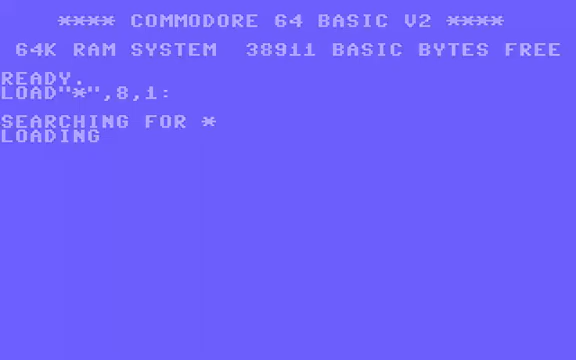 **** COMMODORE 64 BASIC V2 ****
64K RAM SYSTEM  38911 BASIC BYTES FREE
READY.
LOAD"*",8,1:
SEARCHING FOR *
LOADING